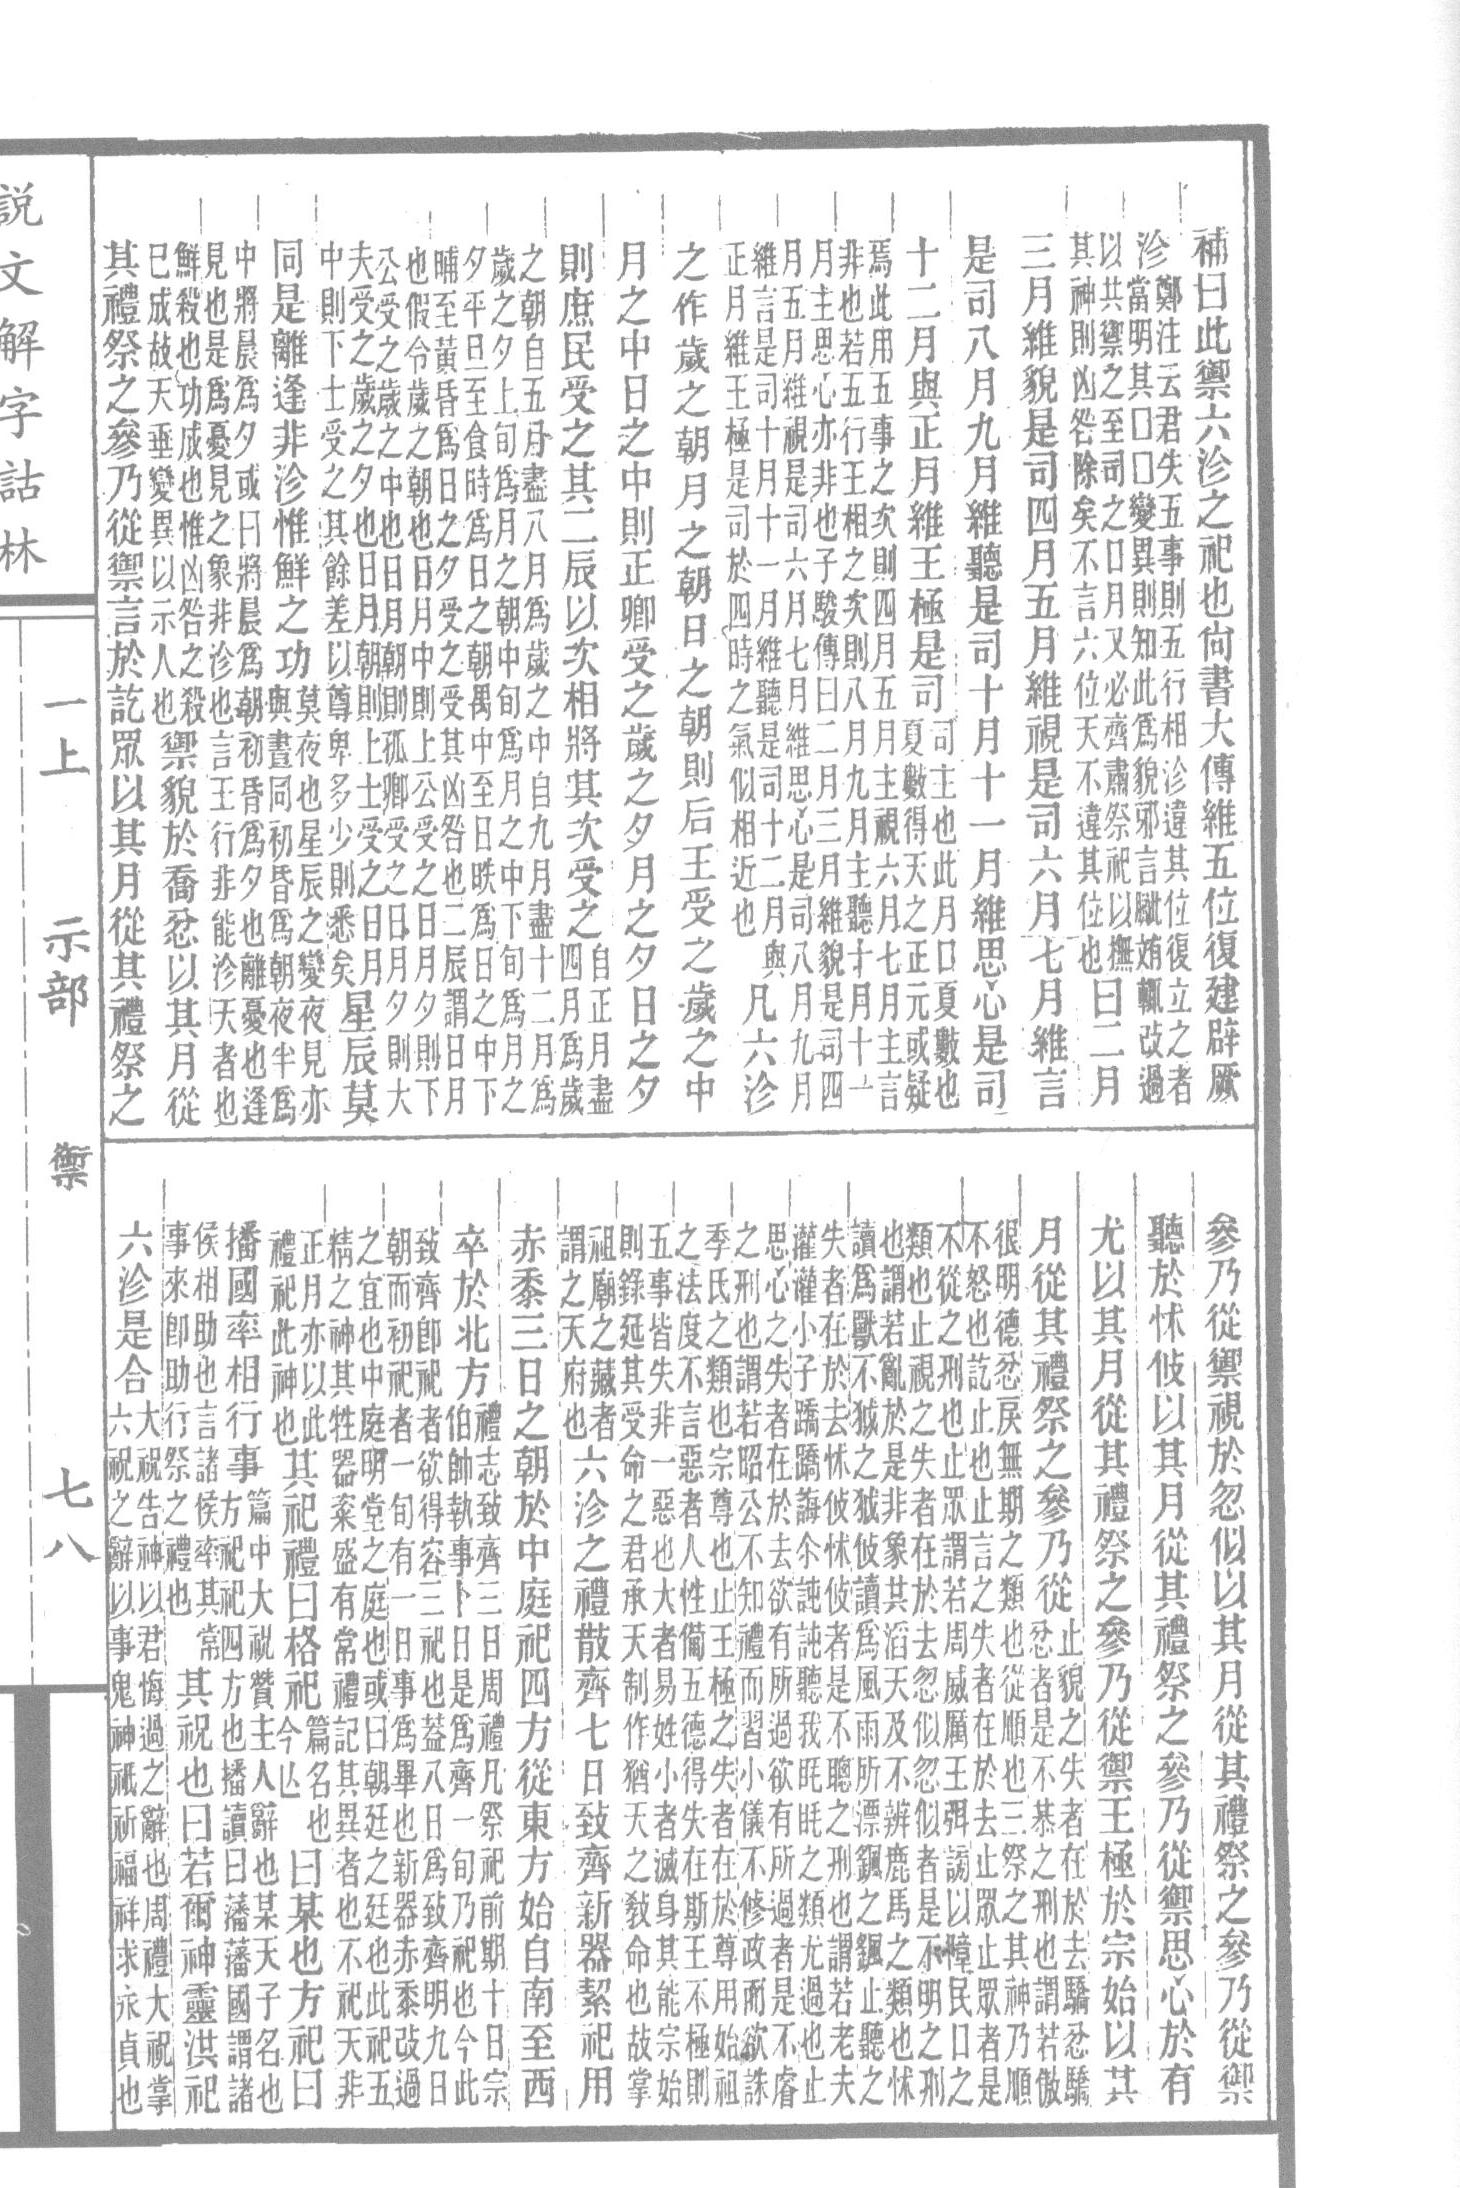 補曰此禦六沴之祀也尙書大傳維五位復建辟厥
沴鄭注云君失五事則五行相沴違其位復立之者
當明其□□變異則知此爲貌邪言臟姷輒改過
以共禦之至司之日月又必齊肅祭祀以撫
其神則凶咎除矣不言六位天不違其位也曰二月
三月維貌是司四月五月維視是司六月七月維言
是司八月九月維聽是司十月十一月維思心是司
十二月與正月維王極是司司主也此月□夏數也
夏數得天之正元或疑
焉此用五事之次則四月五月主視六月七月主言
非也若五行王相之次則八月九月主聽十月十一
月主思心亦非也子駿傳曰二月三月維貌是司四
月五月維視是司六月七月維思心是司八月九月
維言是司十月十一月維聽是司十二月與
正月維王極是司於四時之氣似相近也凡六沴
之作歲之朝月之朝日之朝則后王受之歲之中
月之中日之中則正卿受之歲之夕月之夕日之夕
則庶民受之其二辰以次相將其次受之自正月盡
四月爲歲
之朝自五月盡八月爲歲之中自九月盡十二月爲
歲之夕上旬爲月之朝中旬爲月之中下旬爲月之
夕平旦至食時爲日之朝禺中至日昳爲日之中下
晡至黃昏爲日之夕受之受其凶咎也二辰謂日月
也假令歲之朝也日月中則上公受之日月夕則下
公受之歲之中也日月朝則孤卿受之日月夕則大
夫受之歲之夕也日月朝則上士受之日月
中則下士受之其餘差以尊卑多少則悉矣星辰莫
同是離逢非沴惟鮮之功莫夜也星辰之變夜見亦
與晝同初昏爲朝夜半爲
中將晨爲夕或曰將晨爲朝初昏爲夕也離憂也逢
見也是爲憂見之象非沴也言王行非能沴天者也
鮮殺也功成也惟凶咎之殺
已成故天垂變異以示人也禦貌於喬忿以其月從
其禮祭之參乃從禦言於訖眾以其月從其禮祭之
參乃從禦視於忽似以其月從其禮祭之參乃從禦
聽於怵攸以其月從其禮祭之參乃從禦思心於有
尤以其月從其禮祭之參乃從禦王極於宗始以其
月從其禮祭之參乃從止貌之失者在於去驕忿驕
忿者是不恭之刑也謂若傲
很明德忿戾無期之類也從順也三祭之其神乃順
不怒也訖止也止言之失者在於去止眾止眾者是
不從之刑也止眾謂若周威厲王弭謗以幛民口之
類也止視之失者在於去忽似忽似者是不明之刑
也謂若亂於是非象共滔天及不辨鹿馬之類也怵
讀爲獸不狘之狘攸讀爲風雨所漂颻之颻止聽之
失者在於去怵攸怵攸者是不聰之刑也謂若老夫
灌灌小子蹻蹻誨尒訰訰聽我眊眊之類尤過也止
思心之失者在於去欲有所過欲有所過者是不睿
之刑也謂若昭公不知禮而習小儀不修政而欲誅
季氏之類也宗尊也止王極之失者在於尊用始祖
之法度不言惡者人性備五德得失在斯王不極則
五事皆失非一惡也大者易姓小者滅身其能宗始
則錄延其受命之君承天制作猶天之敎命也故掌
祖廟之藏者
謂之天府也六沴之禮散齊七日致齊新器絜祀用
赤黍三日之朝於中庭祀四方從東方始自南至西
卒於北方禮志致齊三日周禮凡祭祀前期十日宗
伯帥執事卜日是爲齊一旬乃祀也今此
致齊卽祀者欲得容三祀也蓋八日爲致齊明九日
朝而初祀者一旬有一日事爲畢也新器赤黍改過
之宜也中庭明堂之庭也或曰朝廷之廷也此祀五
精之神其牲器粢盛有常禮記其異者也不祀天非
正月亦以此
禮祀此神也其祀禮曰格祀篇名也
今亾曰某也方祀曰
播國率相行事篇中大祝贊主人辭也某天子名也
方祀祀四方也播讀曰藩藩國謂諸
侯相助也言諸侯率其常
事來卽助行祭之禮也其祝也曰若爾神靈洪祀
六沴是合大祝告神以君悔過之辭也周禮大祝掌
六祝之辭以事鬼神祇祈福祥求永貞也
說文解字詁林
一上 示部 禦 七八